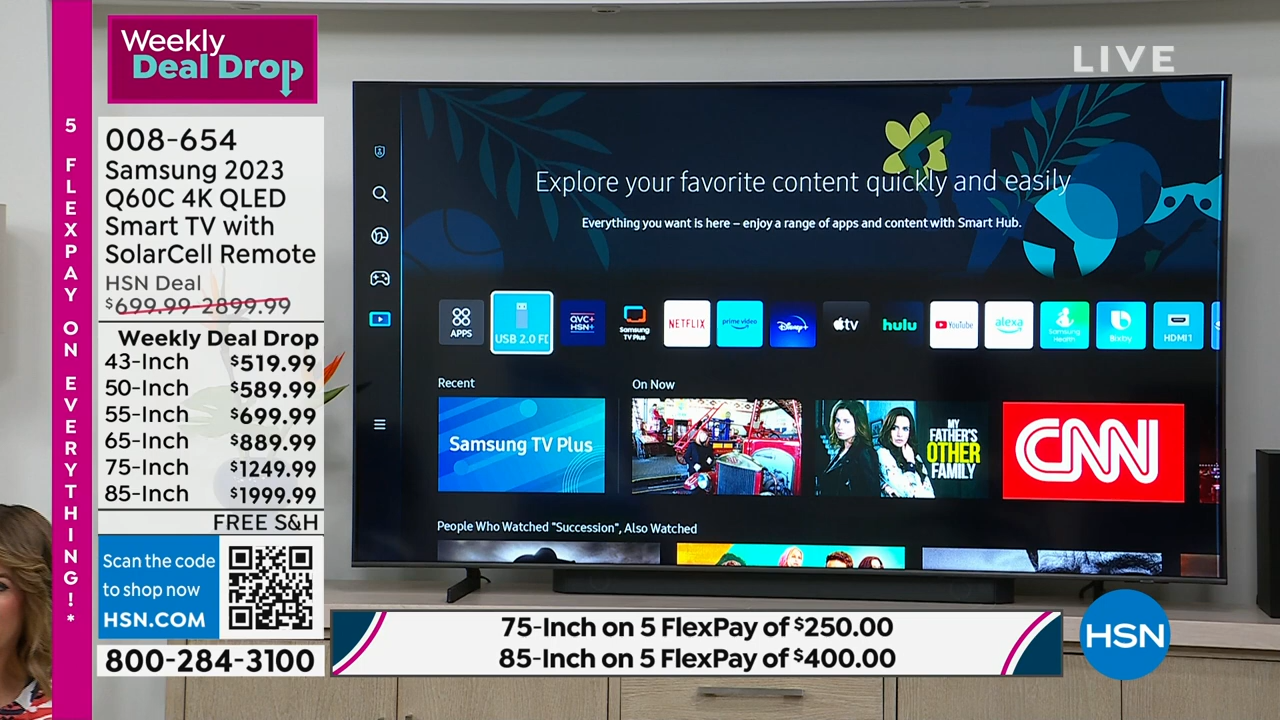 5 FLEXPAY ON EVERYTHING!*
Weekly
Deal Drop
008-654
Samsung 2023
Q60C 4K QLED
Smart TV with
SolarCell Remote
HSN Deal
$699.99-2899.99
Weekly Deal Drop
43-Inch $519.99
50-Inch $589.99
55-Inch $699.99
65-Inch $889.99
75-Inch $1249.99
85-Inch $1999.99
FREE S&H
Scan the code
to shop now
HSN.COM
800-284-3100
LIVE
Explore your favorite content quickly and easily
Everything you want is here – enjoy a range of apps and content with Smart Hub.
APPS
USB 2.0 FD
QVC+
HSN+
Samsung
TV Plus
NETFLIX
prime video
Disney+
tv
hulu
YouTube
alexa
Samsung
Health
Bixby
HDMI 1
Recent
On Now
Samsung TV Plus
MY
FATHER'S
OTHER
FAMILY
CNN
People Who Watched "Succession", Also Watched
75-Inch on 5 FlexPay of $250.00
85-Inch on 5 FlexPay of $400.00
HSN